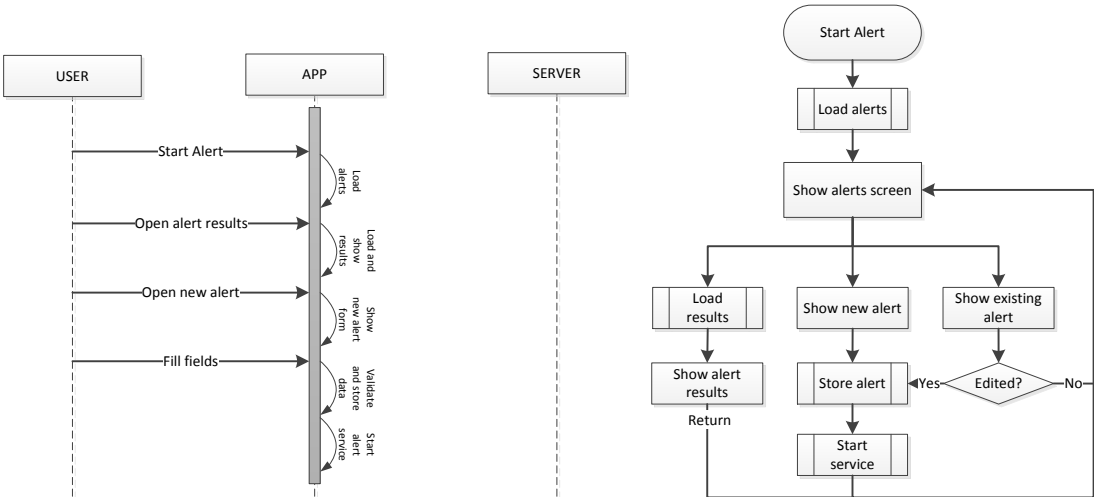 USER
APP
SERVER
Start Alert
Load
alerts
Open alert results
Load and
show
results
Open new alert
Show
new alert
form
Fill fields
Validate
and store
data
Start
alert
service
Start Alert
Load alerts
Show alerts screen
Load
results
Show new alert
Show existing
alert
Show alert
results
Store alert
Yes
Edited?
No
Return
Start
service